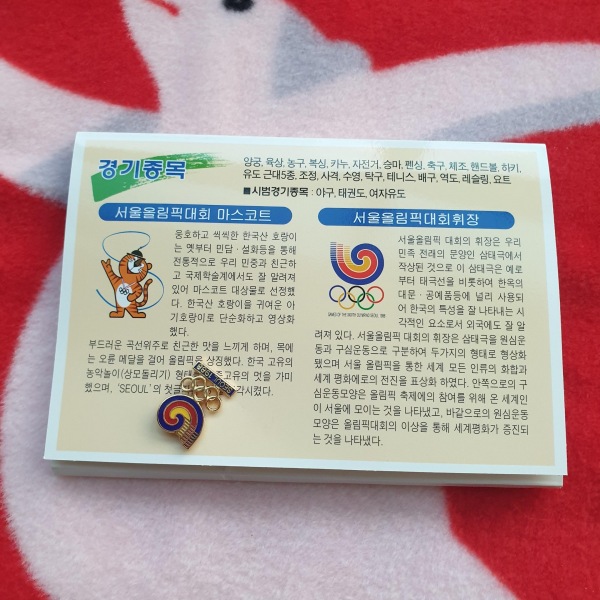 경기종목
양궁, 육상, 농구, 복싱, 카누, 자전거, 승마, 펜싱, 축구, 체조, 핸드볼, 하키,
유도 근대5종, 조정, 사격, 수영, 탁구, 테니스, 배구, 역도, 레슬링, 요트
■시범경기종목 : 야구, 태권도, 여자유도
서울올림픽대회 마스코트
웅호하고 씩씩한 한국산 호랑이
는 옛부터 민담·설화등을 통해
전통적으로 우리 민중과 친근하
고 국제학술계에서도 잘 알려져
있어 마스코트 대상물로 선정했
다. 한국산 호랑이를 귀여운 아
기호랑이로 단순화하고 영상화
했다.
부드러운 곡선위주로 친근한 맛을 느끼게 하며, 목에
는 오륜 메달을 걸어 올림픽을 상징했다. 한국 고유의
농악놀이(상모돌리기) 형 고유의 멋을 가미
했으며, 'SEOUL'의 첫글 각시켰다.
서울올림픽대회휘장
서울올림픽 대회의 휘장은 우리
민족 전래의 문양인 삼태극에서
작상된 것으로 이 삼태극은 예로
부터 태극선을 비롯하여 한옥의
대문·공예품등에 널리 사용되
어 한국의 특성을 잘 나타내는 시
각적인 요소로서 외국에도 잘 알
려져 있다. 서울올림픽 대회의 휘장은 삼태극을 원심운
동과 구심운동으로 구분하여 두가지의 형태로 형상화
됐으며 서울 올림픽을 통한 세계 모든 인류의 화합과
세계 평화에로의 전진을 표상화 하였다. 안쪽으로의 구
심운동모양은 올림픽 축제에의 참여를 위해 온 세계인
이 서울에 모이는 것을 나타냈고, 바같으로의 원심운동
모양은 올림픽대회의 이상을 통해 세계평화가 증진되
는 것을 나타냈다.